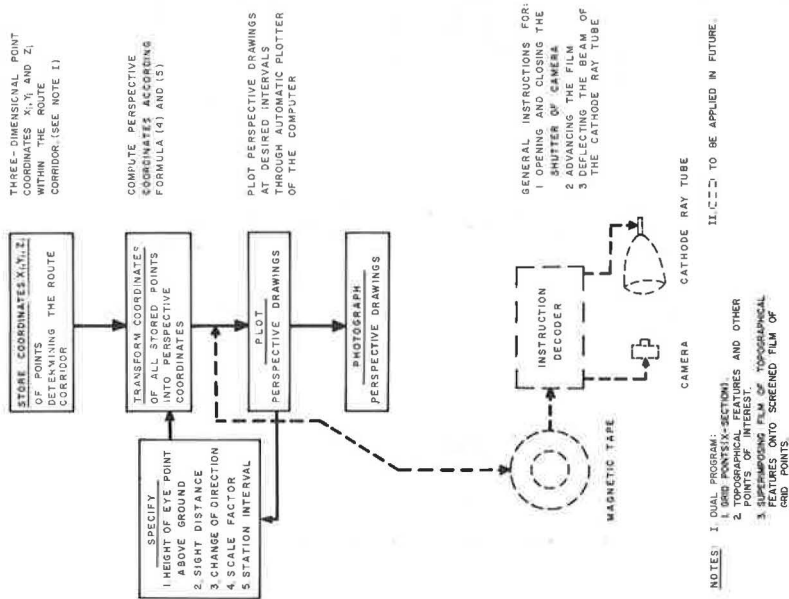 STORE COORDINATES Xi,Yi, Zi
OF POINTS
DETERMINING THE ROUTE
CORRIDOR
THREE-DIMENSIONAL POINT
COORDINATES Xi, Yi AND Zi
WITHIN THE ROUTE
CORRIDOR. (SEE NOTE I)
SPECIFY
1 HEIGHT OF EYE POINT
ABOVE GROUND
2. SIGHT DISTANCE
3. CHANGE OF DIRECTION
4. SCALE FACTOR
5 STATION INTERVAL
TRANSFORM COORDINATES
OF ALL STORED POINTS
INTO PERSPECTIVE
COORDINATES
COMPUTE PERSPECTIVE
COORDINATES ACCORDING
FORMULA (4) AND (5)
PLOT
PERSPECTIVE DRAWINGS
PLOT PERSPECTIVE DRAWINGS
AT DESIRED INTERVALS
THROUGH AUTOMATIC PLOTTER
OF THE COMPUTER
PHOTOGRAPH
PERSPECTIVE DRAWINGS
MAGNETIC TAPE
INSTRUCTION
DECODER
GENERAL INSTRUCTIONS FOR:
1 OPENING AND CLOSING THE
SHUTTER OF CAMERA
2 ADVANCING THE FILM
3 DEFLECTING THE BEAM OF
THE CATHODE RAY TUBE
CAMERA
CATHODE RAY TUBE
NOTES: I. DUAL PROGRAM:
1. GRID POINTS(X-SECTION).
2. TOPOGRAPHICAL FEATURES AND OTHER
POINTS OF INTEREST.
3. SUPERIMPOSING FILM OF TOPOGRAPHICAL
FEATURES ONTO SCREENED FILM OF
GRID POINTS.
II. TO BE APPLIED IN FUTURE.